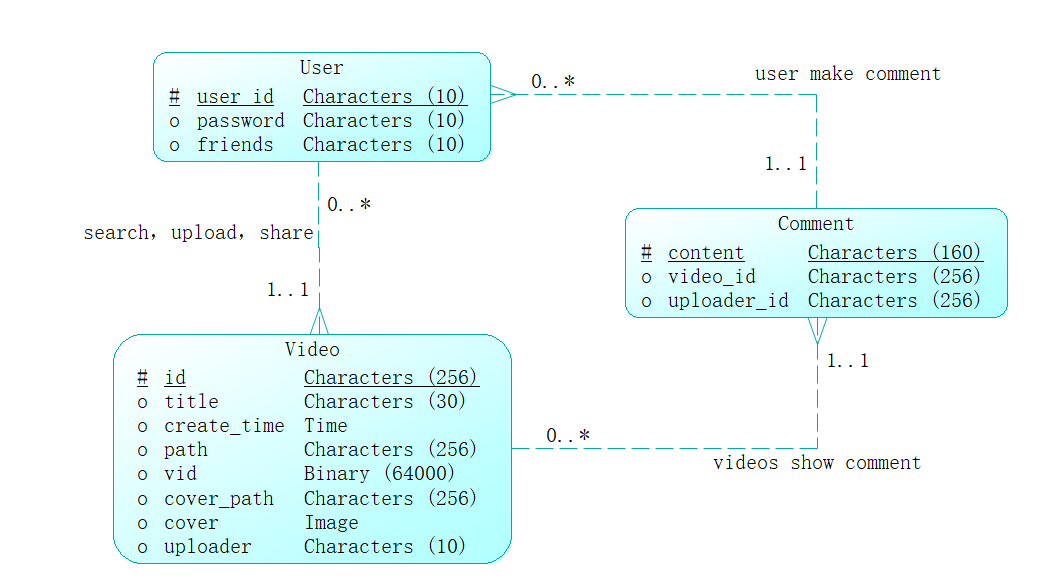 User
# user_id Characters (10)
o password Characters (10)
o friends Characters (10)
0..*
user make comment
1..1
0..*
search, upload, share
1..1
Comment
# content Characters (160)
o video_id Characters (256)
o uploader_id Characters (256)
Video
# id Characters (256)
o title Characters (30)
o create_time Time
o path Characters (256)
o vid Binary (64000)
o cover_path Characters (256)
o cover Image
o uploader Characters (10)
1..1
0..*
videos show comment